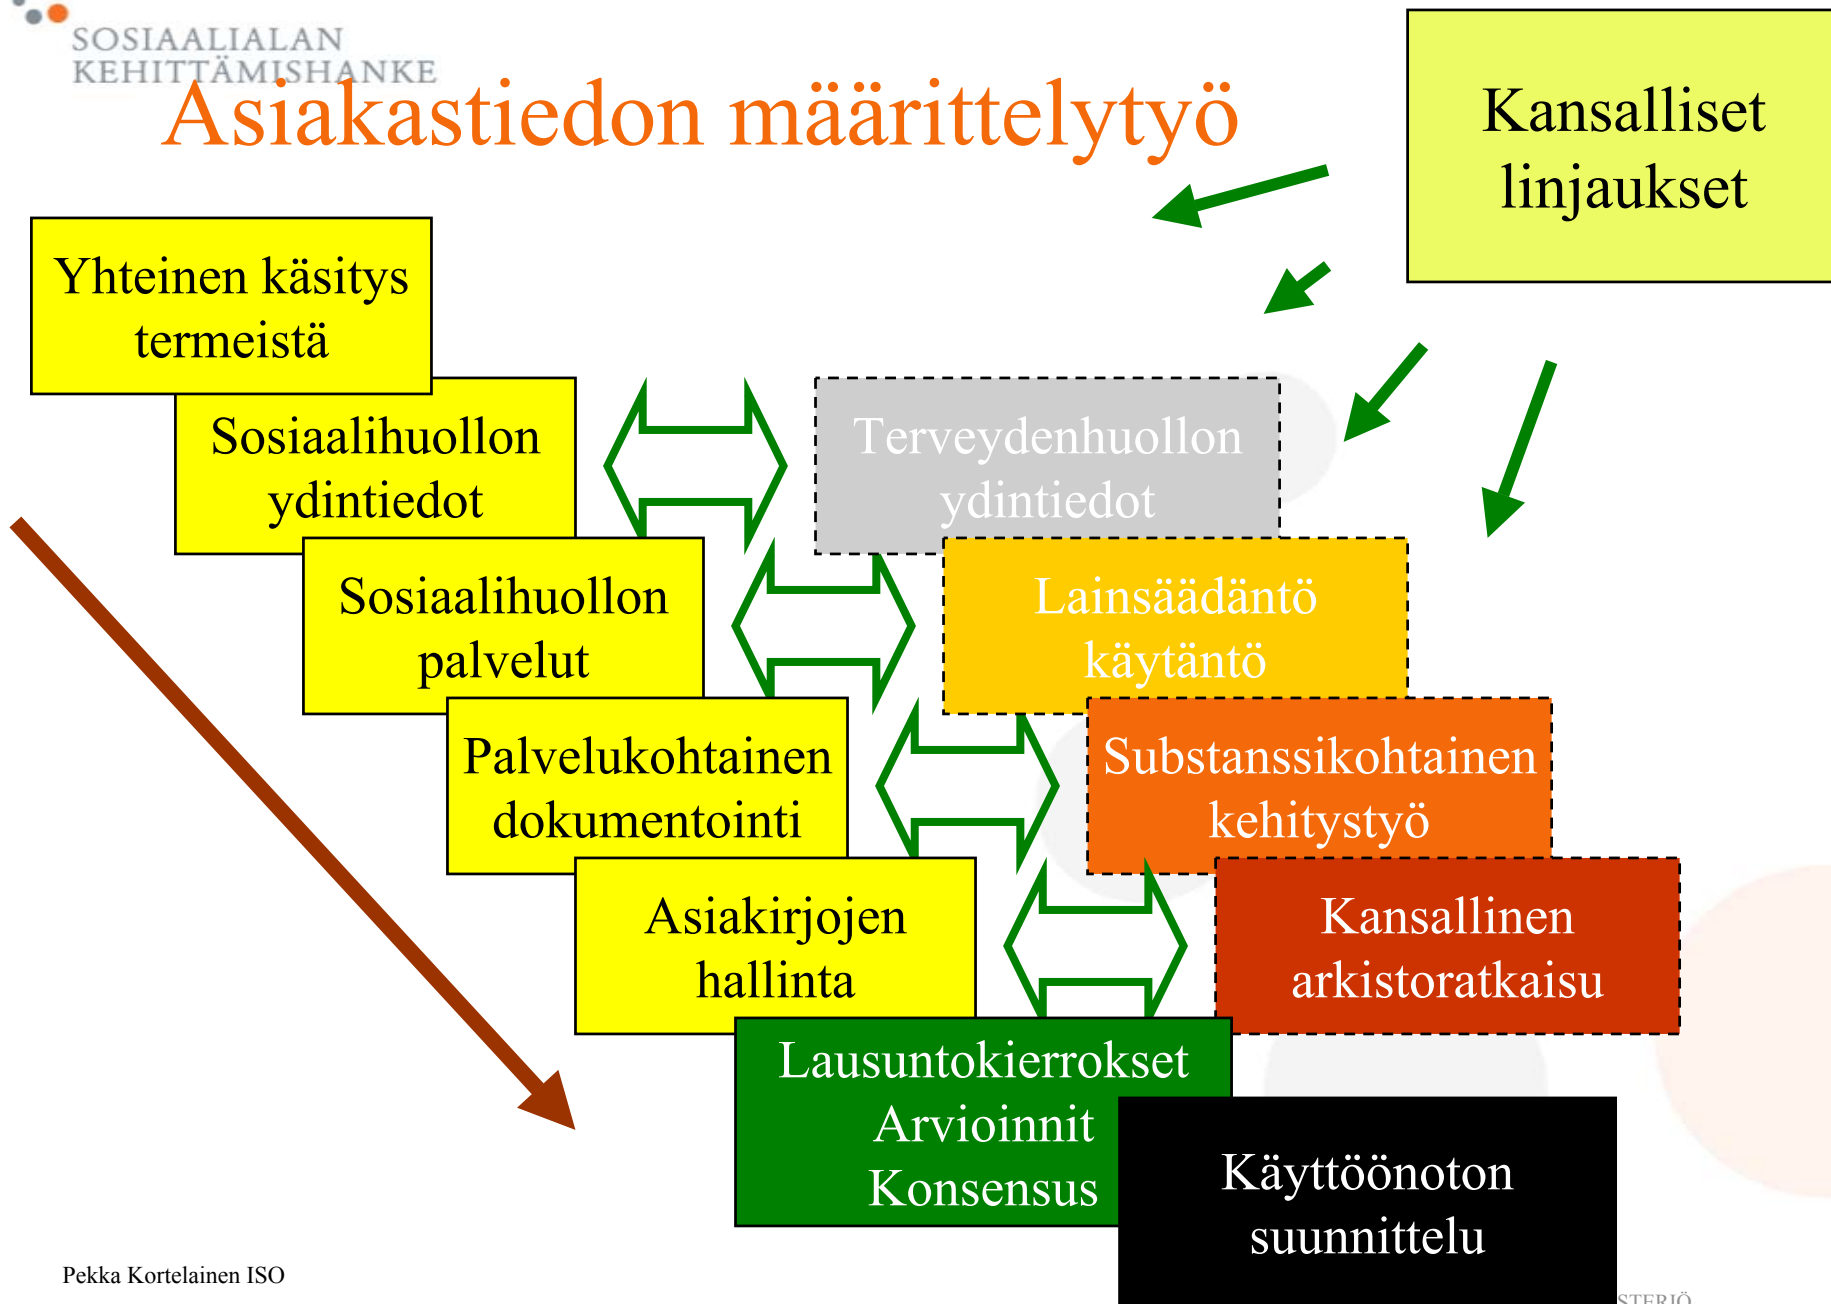 SOSIAALIALAN
KEHITTÄMISHANKE
Asiakastiedon määrittelytyö
Kansalliset
linjaukset
Yhteinen käsitys
termeistä
Sosiaalihuollon
ydintiedot
Terveydenhuollon
ydintiedot
Sosiaalihuollon
palvelut
Lainsäädäntö
käytäntö
Palvelukohtainen
dokumentointi
Substanssikohtainen
kehitystyö
Asiakirjojen
hallinta
Kansallinen
arkistoratkaisu
Lausuntokierrokset
Arvioinnit
Konsensus
Käyttöönoton
suunnittelu
Pekka Kortelainen ISO